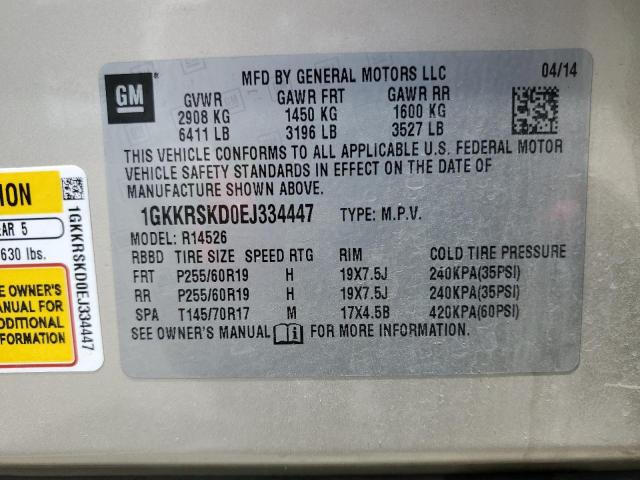 GM
MFD BY GENERAL MOTORS LLC 04/14
GVWR GAWR FRT GAWR RR
2908 KG 1450 KG 1600 KG
6411 LB 3196 LB 3527 LB
THIS VEHICLE CONFORMS TO ALL APPLICABLE U.S. FEDERAL MOTOR
VEHICLE SAFETY STANDARDS IN EFFECT ON THE DATE OF
MANUFACTURE SHOWN ABOVE.
1GKKRSKD0EJ334447 TYPE: M.P.V.
MODEL: R14526
RBBD TIRE SIZE SPEED RTG RIM COLD TIRE PRESSURE
FRT P255/60R19 H 19X7.5J 240KPA(35PSI)
RR P255/60R19 H 19X7.5J 240KPA(35PSI)
SPA T145/70R17 M 17X4.5B 420KPA(60PSI)
SEE OWNER'S MANUAL i FOR MORE INFORMATION.
ION
AR 5
630 lbs.
E OWNER'S
ANUAL FOR
DDITIONAL
FORMATION
1GKKRSKD0EJ334447